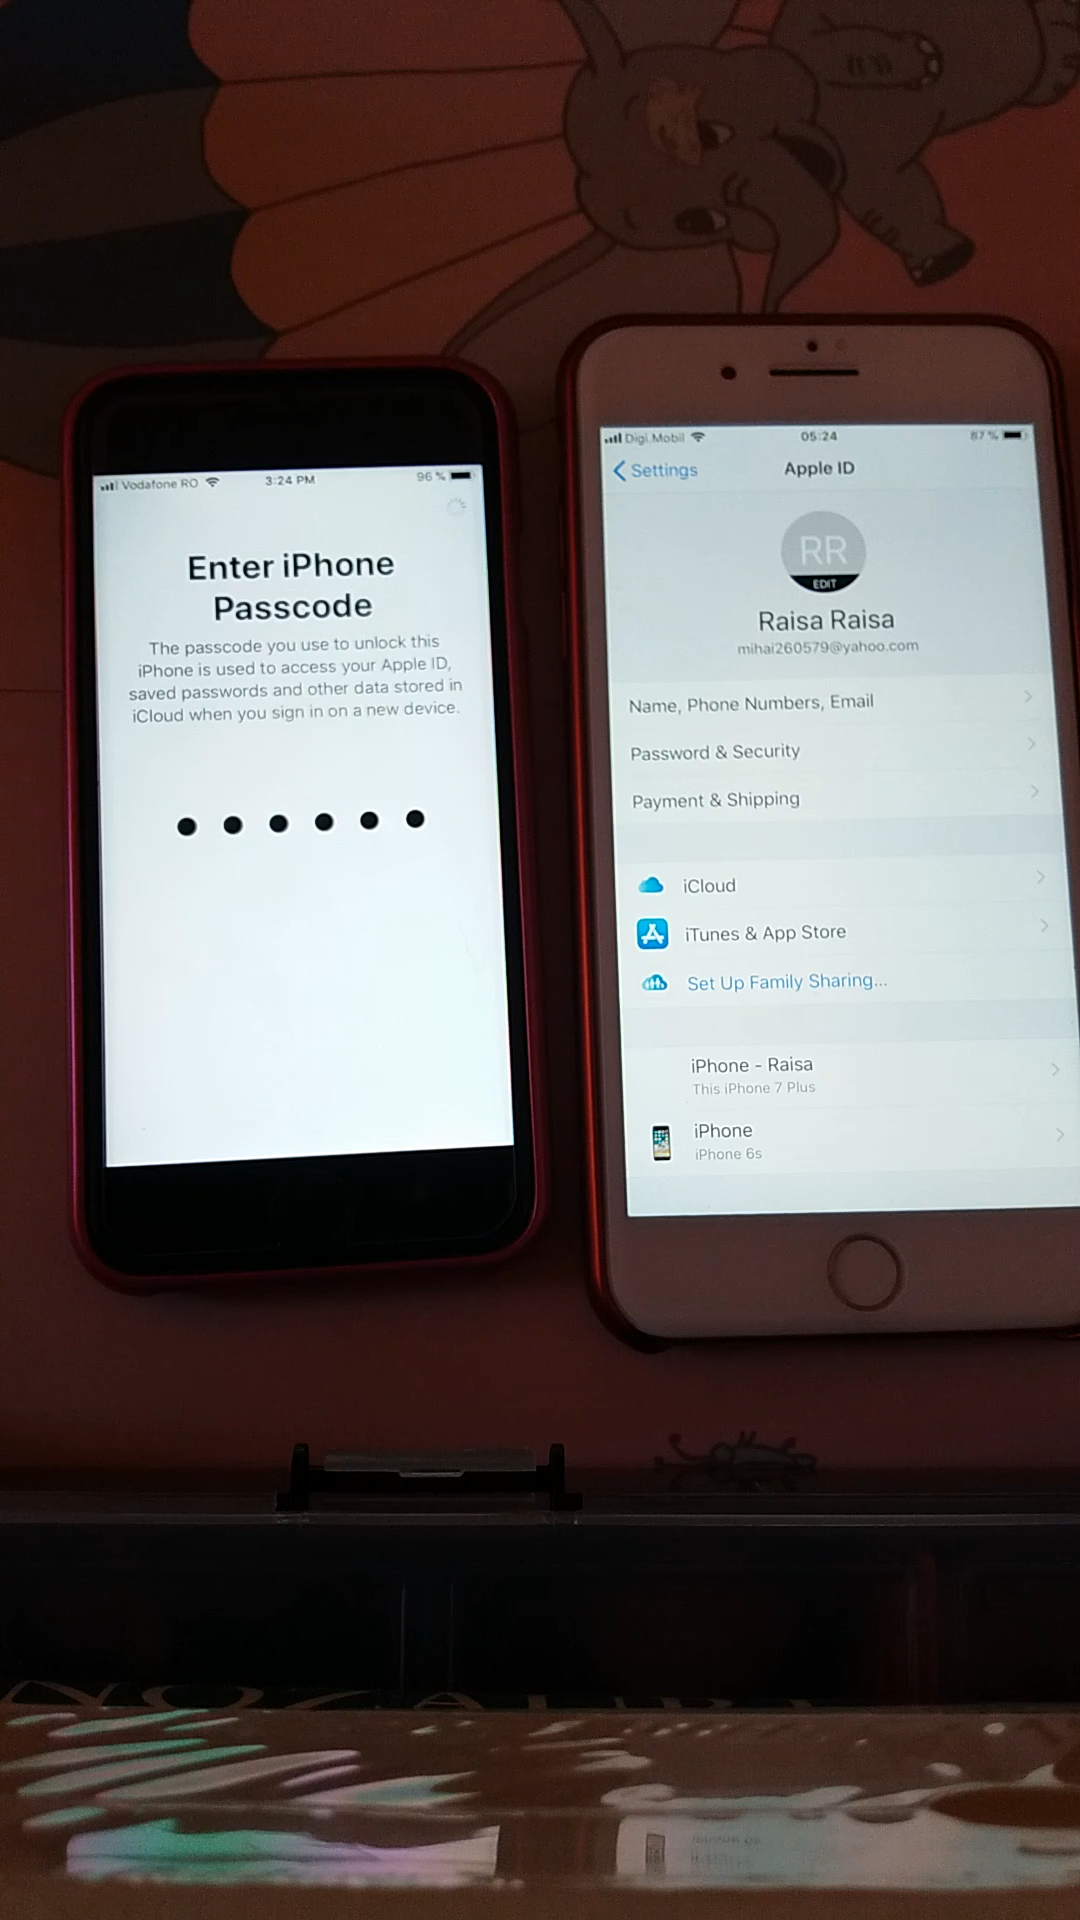 Vodafone RO
3:24 PM
96 %
Enter iPhone
Passcode
The passcode you use to unlock this
iPhone is used to access your Apple ID,
saved passwords and other data stored in
iCloud when you sign in on a new device.
Digi.Mobil
05:24
87 %
Settings
Apple ID
RR
EDIT
Raisa Raisa
mihai260579@yahoo.com
Name, Phone Numbers, Email
Password & Security
Payment & Shipping
iCloud
iTunes & App Store
Set Up Family Sharing...
iPhone - Raisa
This iPhone 7 Plus
iPhone
iPhone 6s